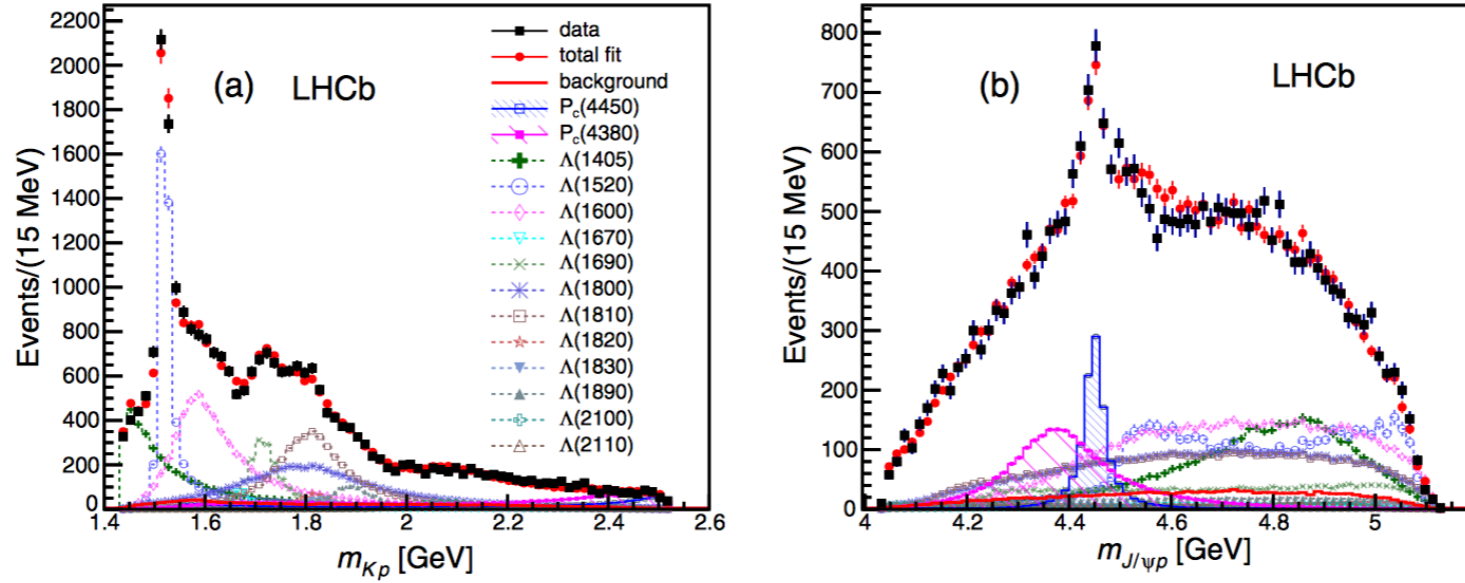 2200
2000
1800
1600
1400
1200
1000
800
600
400
200
0
Events/(15 MeV)
(a)
LHCb
data
total fit
background
P_c(4450)
P_c(4380)
Λ(1405)
Λ(1520)
Λ(1600)
Λ(1670)
Λ(1690)
Λ(1800)
Λ(1810)
Λ(1820)
Λ(1830)
Λ(1890)
Λ(2100)
Λ(2110)
1.4 1.6 1.8 2 2.2 2.4 2.6
m_{Kp} [GeV]
800
700
600
500
400
300
200
100
0
Events/(15 MeV)
(b)
LHCb
4 4.2 4.4 4.6 4.8 5
m_{J/ψp} [GeV]